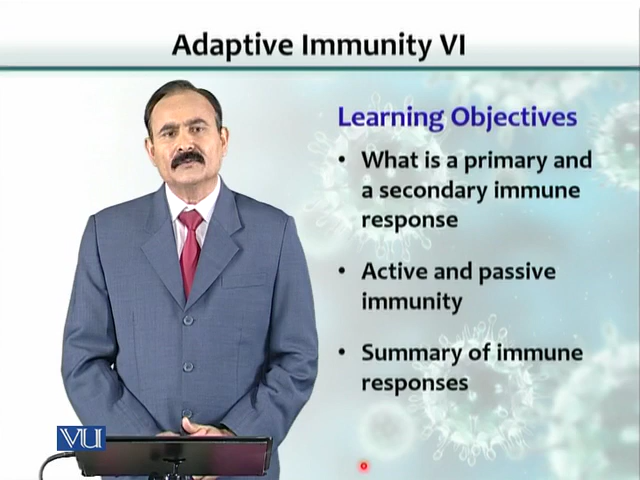 Adaptive Immunity VI
Learning Objectives
• What is a primary and
a secondary immune
response
• Active and passive
immunity
• Summary of immune
responses
VU